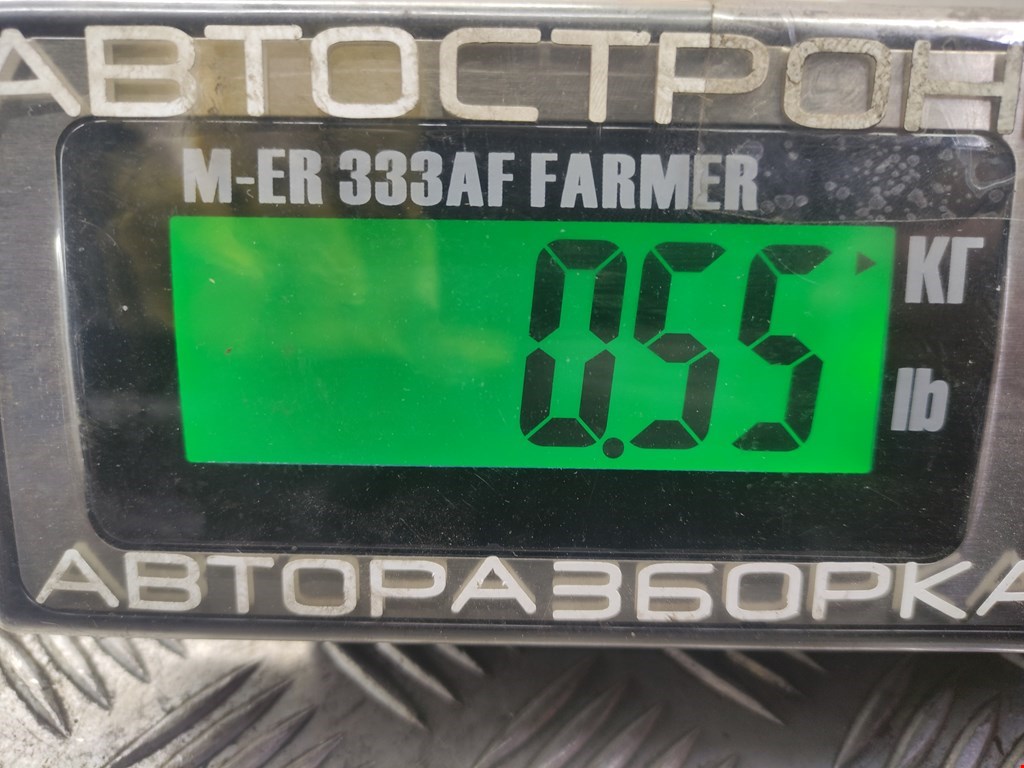 АВТОСТРОН
M-ER 333AF FARMER
0.55
КГ
lb
АВТОРАЗБОРКА